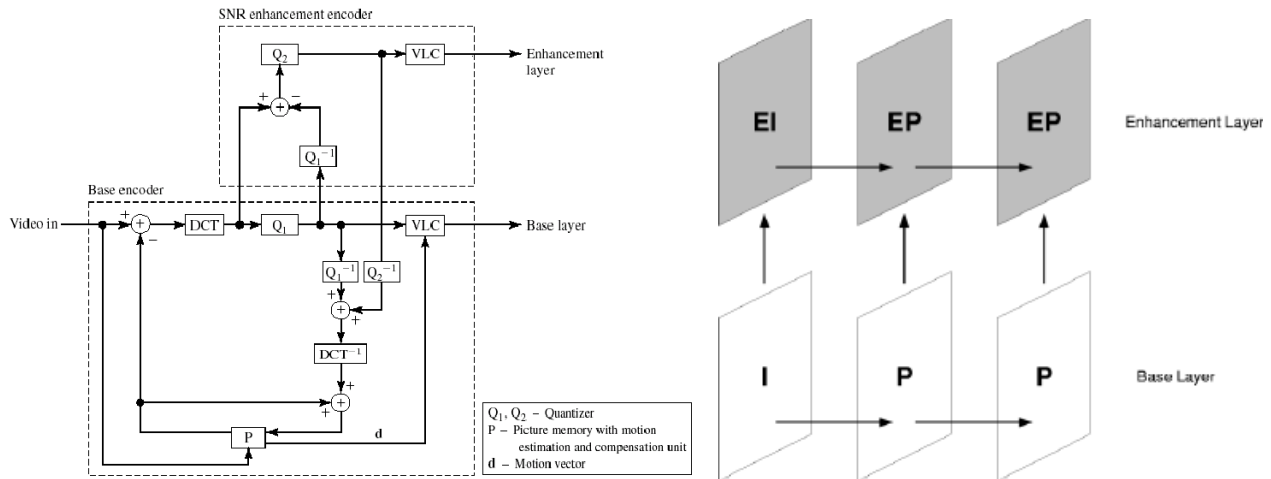 SNR enhancement encoder
Q₂
VLC
Enhancement
layer
+
−
+
Q₁⁻¹
Base encoder
Video in
+
+
−
DCT
Q₁
VLC
Base layer
Q₁⁻¹
Q₂⁻¹
+
+
+
DCT⁻¹
+
+
+
P
d
Q₁, Q₂ – Quantizer
P – Picture memory with motion
estimation and compensation unit
d – Motion vector
EI
EP
EP
Enhancement Layer
I
P
P
Base Layer